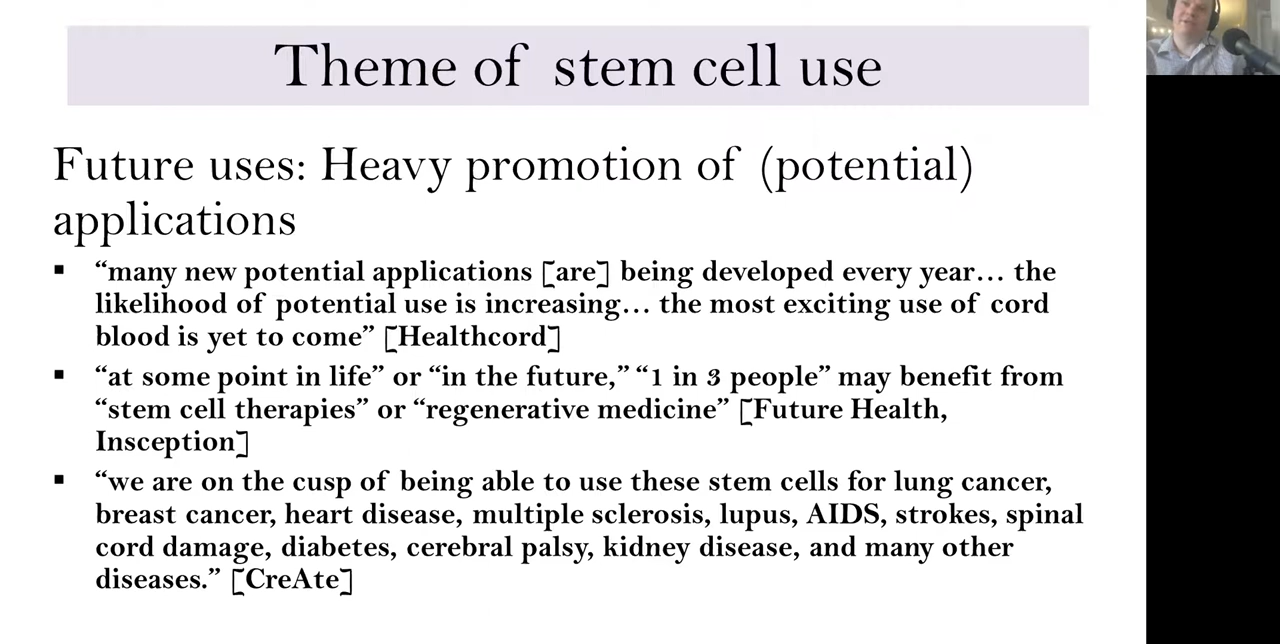 Theme of stem cell use
Future uses: Heavy promotion of (potential)
applications
▪ “many new potential applications [are] being developed every year… the
likelihood of potential use is increasing… the most exciting use of cord
blood is yet to come” [Healthcord]
▪ “at some point in life” or “in the future,” “1 in 3 people” may benefit from
“stem cell therapies” or “regenerative medicine” [Future Health,
Insception]
▪ “we are on the cusp of being able to use these stem cells for lung cancer,
breast cancer, heart disease, multiple sclerosis, lupus, AIDS, strokes, spinal
cord damage, diabetes, cerebral palsy, kidney disease, and many other
diseases.” [CreAte]